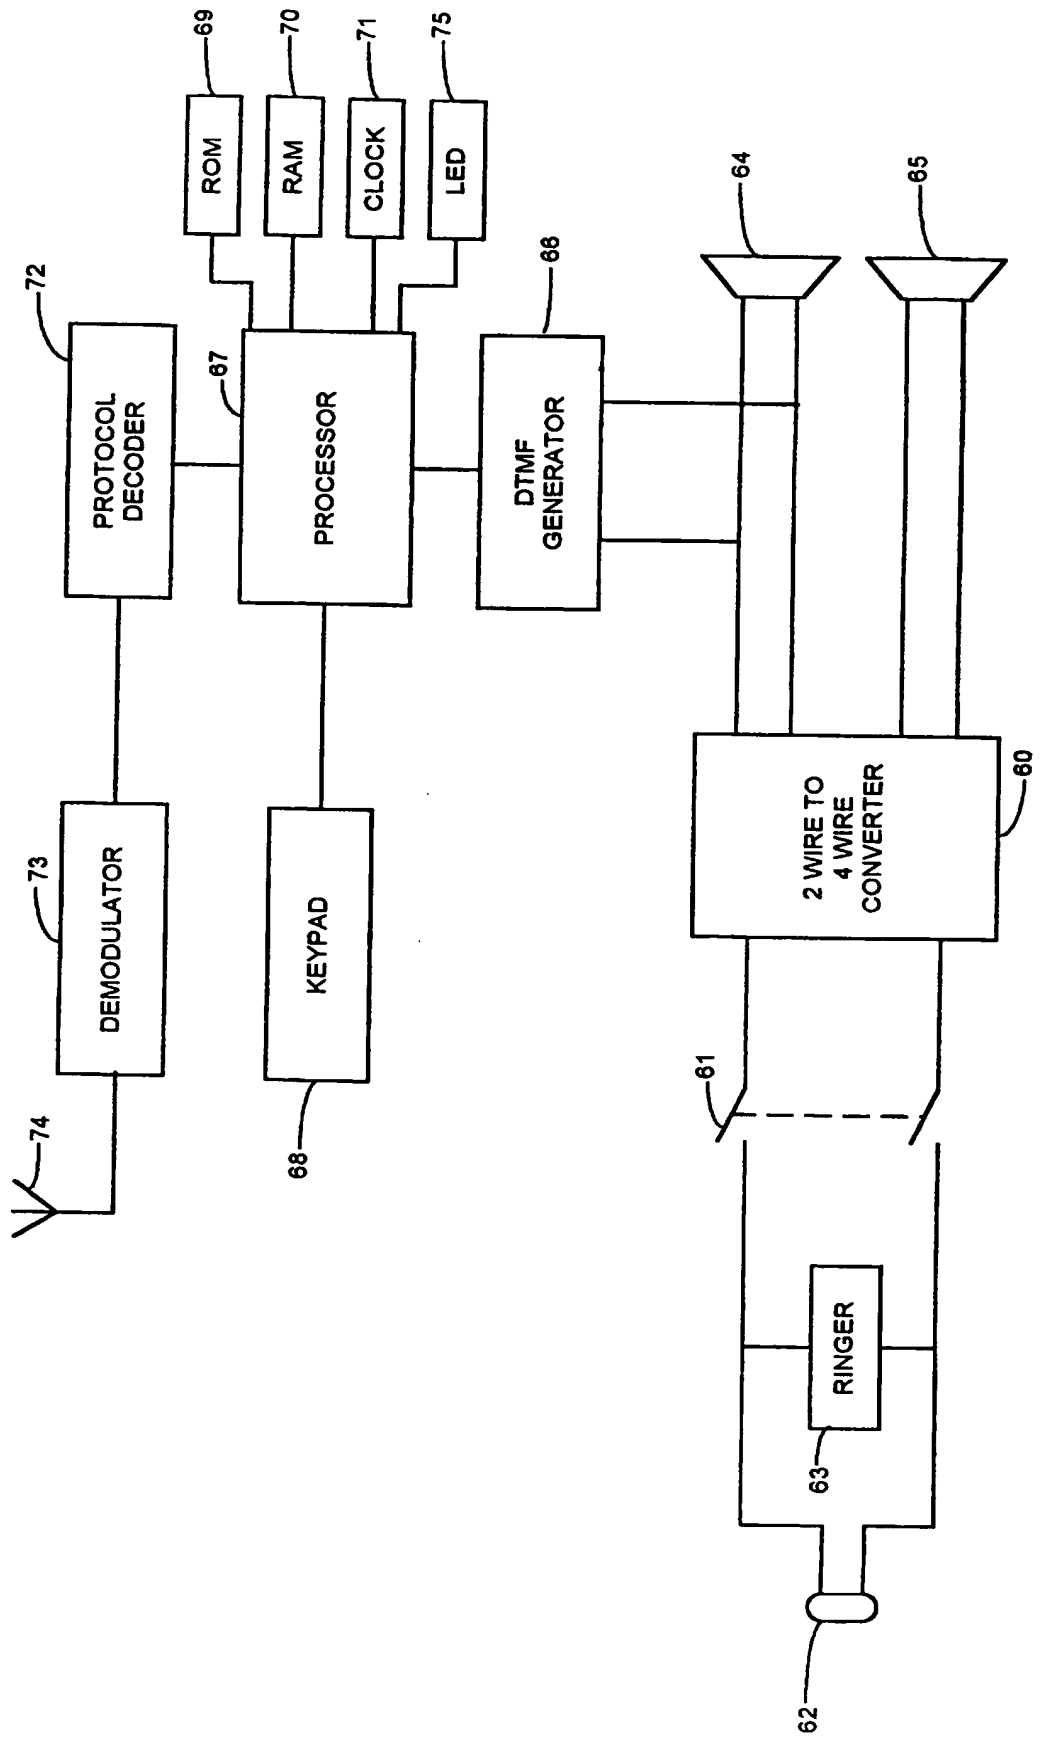 74
73
DEMODULATOR
72
PROTOCOL
DECODER
68
KEYPAD
67
PROCESSOR
69
ROM
70
RAM
71
CLOCK
75
LED
66
DTMF
GENERATOR
62
63
RINGER
61
60
2 WIRE TO
4 WIRE
CONVERTER
64
65